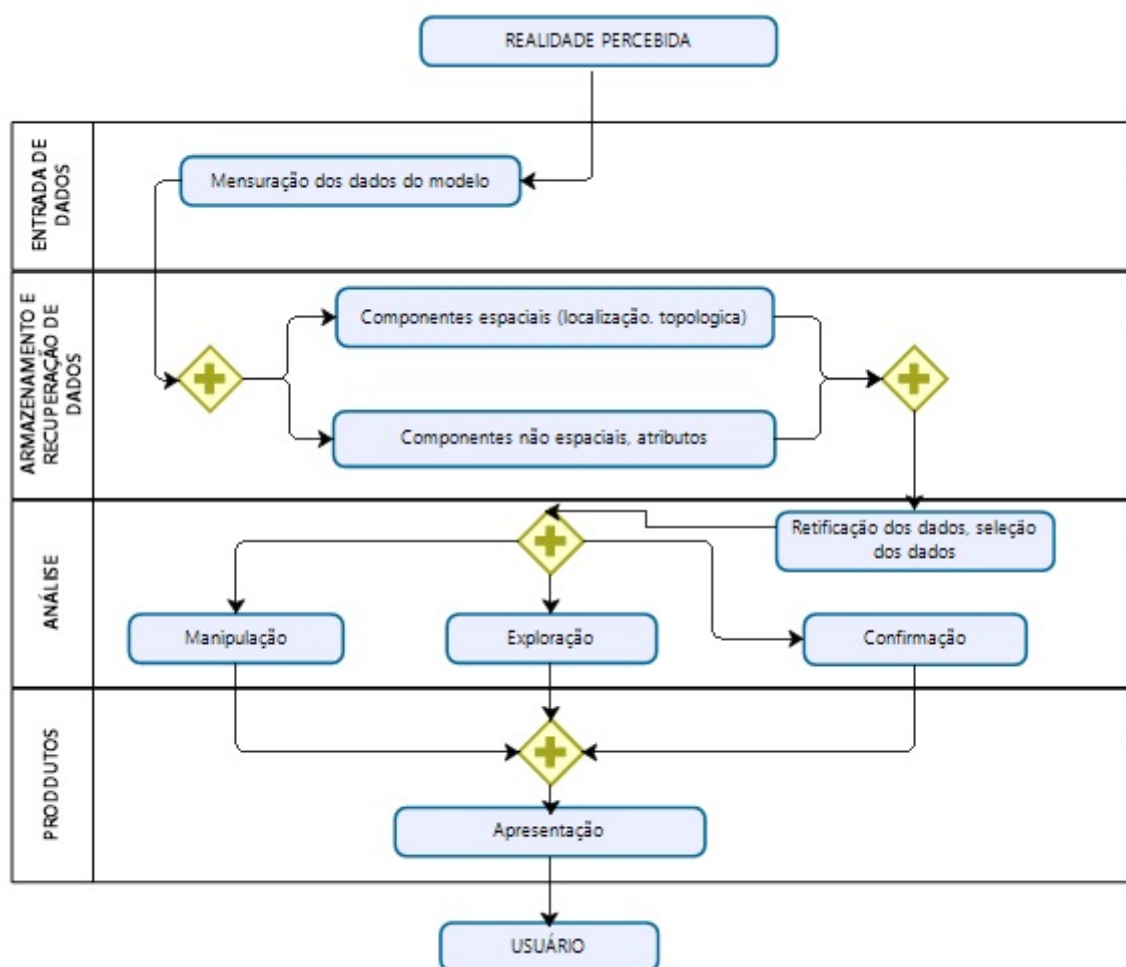 REALIDADE PERCEBIDA
ENTRADA DE
DADOS
Mensuração dos dados do modelo
ARMAZENAMENTO E
RECUPERAÇÃO DE
DADOS
Componentes espaciais (localização. topologica)
Componentes não espaciais, atributos
ANÁLISE
Retificação dos dados, seleção
dos dados
Manipulação
Exploração
Confirmação
PRODDUTOS
Apresentação
USUÁRIO